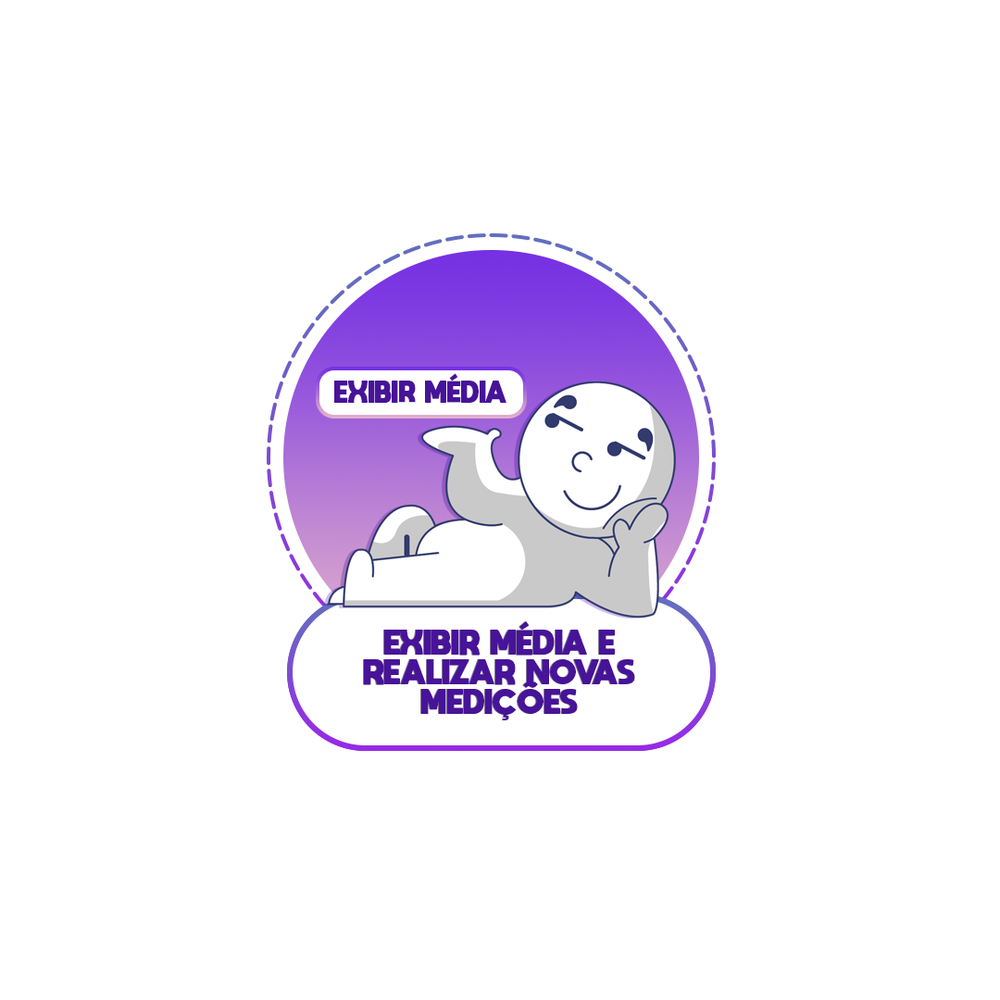 EXIBIR MÉDIA
EXIBIR MÉDIA E
REALIZAR NOVAS
MEDIÇÕES